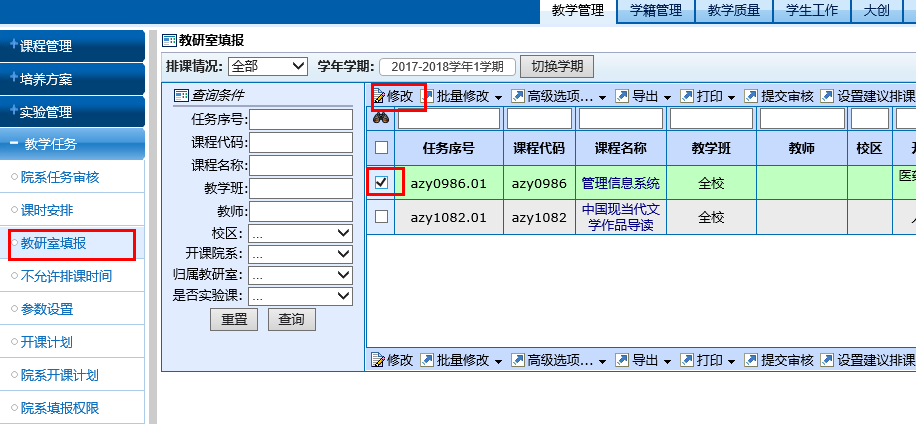 教学管理 学籍管理 教学质量 学生工作 大创
课程管理
培养方案
实验管理
教学任务
院系任务审核
课时安排
教研室填报
不允许排课时间
参数设置
开课计划
院系开课计划
院系填报权限
教研室填报
排课情况: 全部 学年学期: 2017-2018学年1学期 切换学期
查询条件
任务序号:
课程代码:
课程名称:
教学班:
教师:
校区: ...
开课院系: ...
归属教研室: ...
是否实验课: ...
重置 查询
修改 批量修改 高级选项... 导出 打印 提交审核 设置建议排课
任务序号 课程代码 课程名称 教学班 教师 校区
azy0986.01 azy0986 管理信息系统 全校 医药
azy1082.01 azy1082 中国现当代文
学作品导读 全校
修改 批量修改 高级选项... 导出 打印 提交审核 设置建议排课